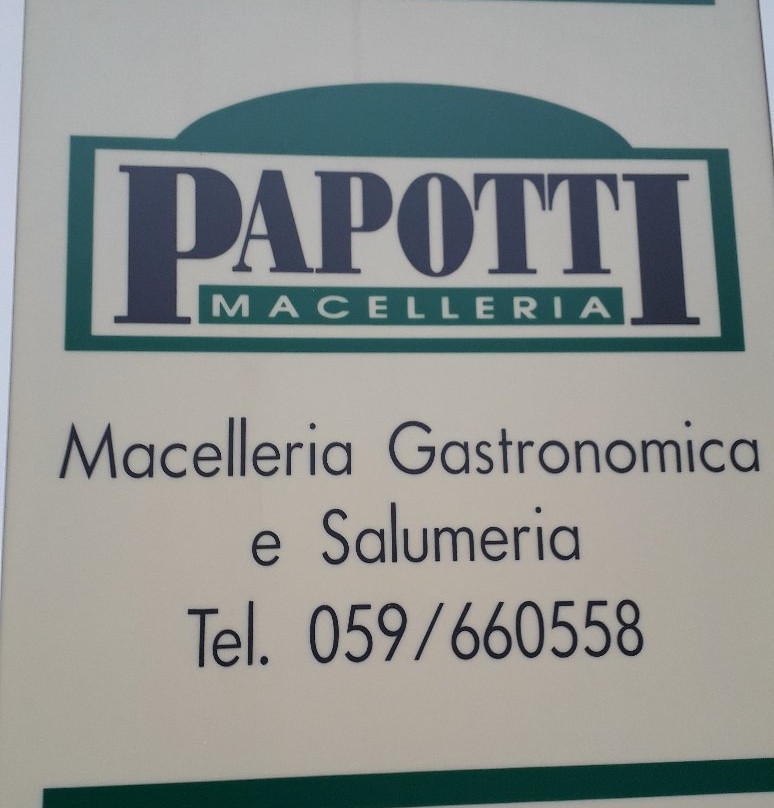 PAPOTTI
MACELLERIA
Macelleria Gastronomica
e Salumeria
Tel. 059/660558